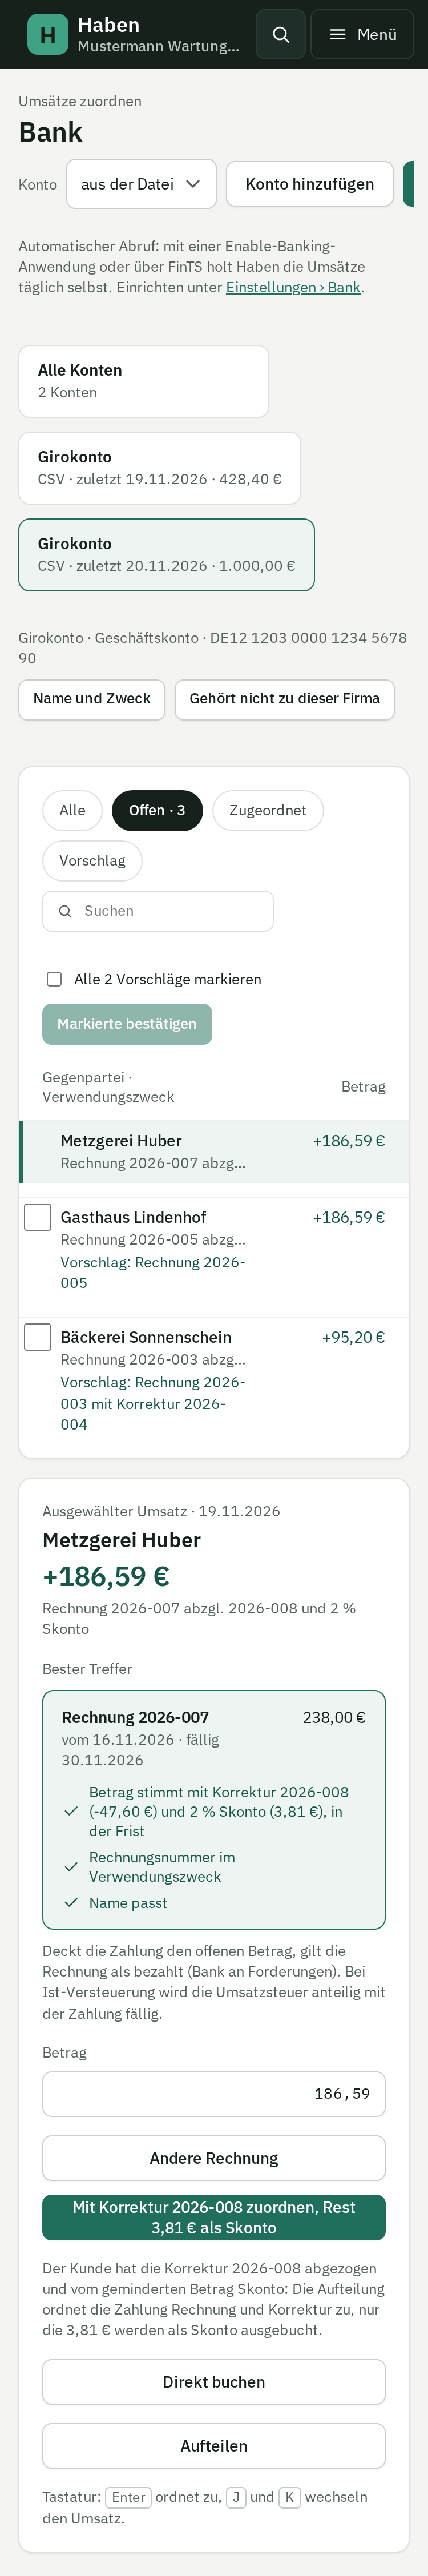 H
Haben
Mustermann Wartung...
Menü
Umsätze zuordnen
Bank
Konto
aus der Datei
Konto hinzufügen
Automatischer Abruf: mit einer Enable-Banking-
Anwendung oder über FinTS holt Haben die Umsätze
täglich selbst. Einrichten unter Einstellungen › Bank.
Alle Konten
2 Konten
Girokonto
CSV · zuletzt 19.11.2026 · 428,40 €
Girokonto
CSV · zuletzt 20.11.2026 · 1.000,00 €
Girokonto · Geschäftskonto · DE12 1203 0000 1234 5678
90
Name und Zweck
Gehört nicht zu dieser Firma
Alle
Offen · 3
Zugeordnet
Vorschlag
Suchen
Alle 2 Vorschläge markieren
Markierte bestätigen
Gegenpartei ·
Verwendungszweck
Betrag
Metzgerei Huber
+186,59 €
Rechnung 2026-007 abzg...
Gasthaus Lindenhof
+186,59 €
Rechnung 2026-005 abzg...
Vorschlag: Rechnung 2026-
005
Bäckerei Sonnenschein
+95,20 €
Rechnung 2026-003 abzg...
Vorschlag: Rechnung 2026-
003 mit Korrektur 2026-
004
Ausgewählter Umsatz · 19.11.2026
Metzgerei Huber
+186,59 €
Rechnung 2026-007 abzgl. 2026-008 und 2 %
Skonto
Bester Treffer
Rechnung 2026-007
238,00 €
vom 16.11.2026 · fällig
30.11.2026
Betrag stimmt mit Korrektur 2026-008
(-47,60 €) und 2 % Skonto (3,81 €), in
der Frist
Rechnungsnummer im
Verwendungszweck
Name passt
Deckt die Zahlung den offenen Betrag, gilt die
Rechnung als bezahlt (Bank an Forderungen). Bei
Ist-Versteuerung wird die Umsatzsteuer anteilig mit
der Zahlung fällig.
Betrag
186,59
Andere Rechnung
Mit Korrektur 2026-008 zuordnen, Rest
3,81 € als Skonto
Der Kunde hat die Korrektur 2026-008 abgezogen
und vom geminderten Betrag Skonto: Die Aufteilung
ordnet die Zahlung Rechnung und Korrektur zu, nur
die 3,81 € werden als Skonto ausgebucht.
Direkt buchen
Aufteilen
Tastatur: Enter ordnet zu, J und K wechseln
den Umsatz.